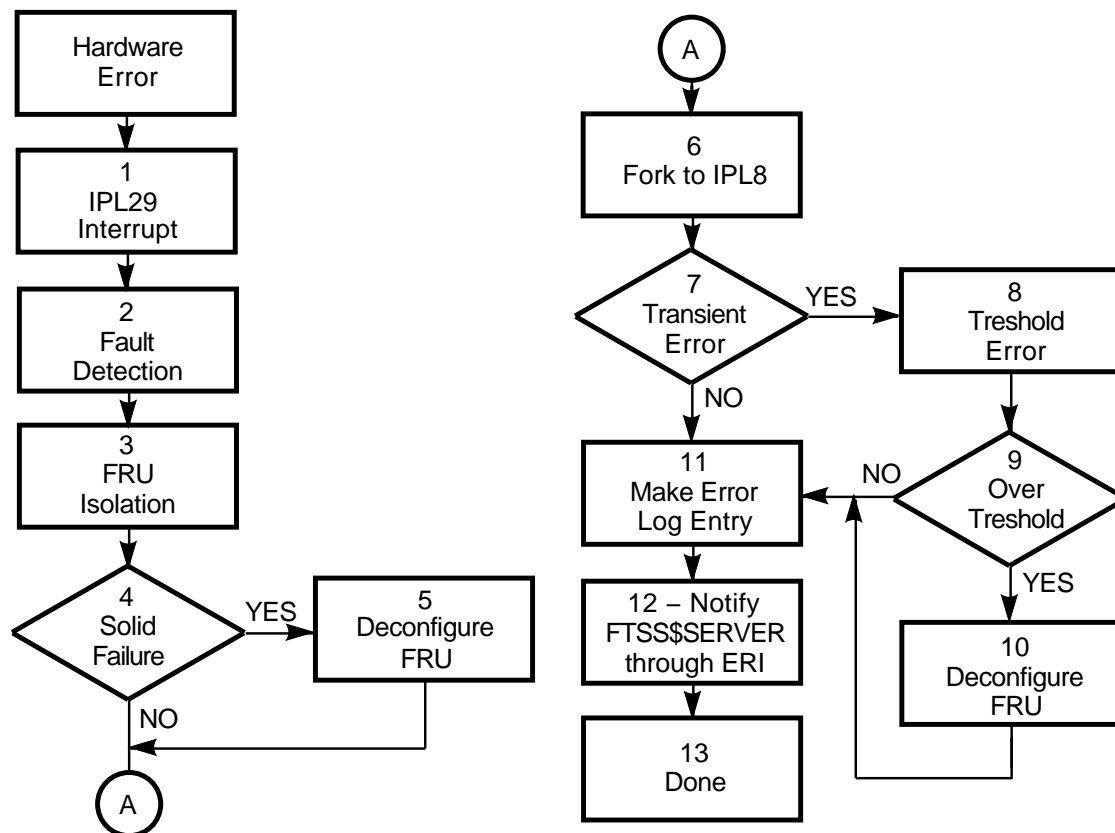 Hardware
Error
1
IPL29
Interrupt
2
Fault
Detection
3
FRU
Isolation
4
Solid
Failure
YES
5
Deconfigure
FRU
NO
A
A
6
Fork to IPL8
7
Transient
Error
YES
8
Treshold
Error
NO
9
Over
Treshold
NO
YES
10
Deconfigure
FRU
11
Make Error
Log Entry
12 – Notify
FTSS$SERVER
through ERI
13
Done